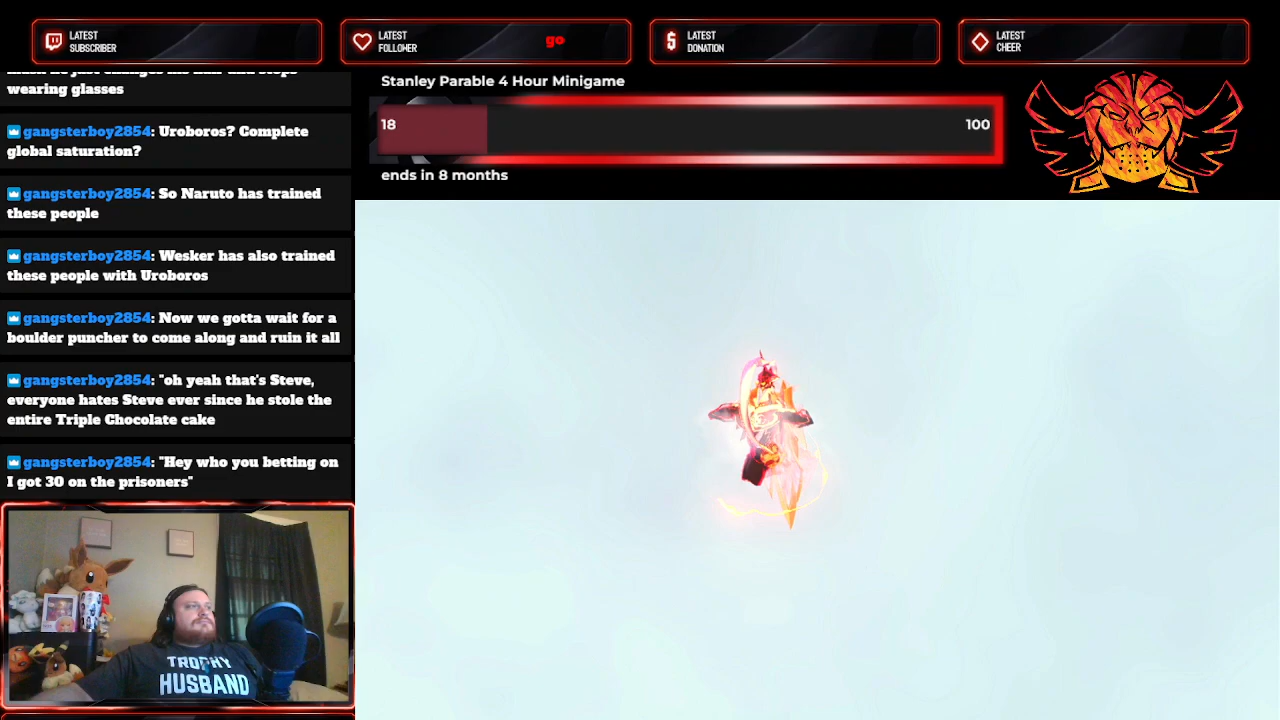 LATEST
SUBSCRIBER
LATEST
FOLLOWER
go
LATEST
DONATION
LATEST
CHEER
wearing glasses
gangsterboy2854: Uroboros? Complete
global saturation?
gangsterboy2854: So Naruto has trained
these people
gangsterboy2854: Wesker has also trained
these people with Uroboros
gangsterboy2854: Now we gotta wait for a
boulder puncher to come along and ruin it all
gangsterboy2854: "oh yeah that's Steve,
everyone hates Steve ever since he stole the
entire Triple Chocolate cake
gangsterboy2854: "Hey who you betting on
I got 30 on the prisoners"
Stanley Parable 4 Hour Minigame
18
100
ends in 8 months
TROPHY
HUSBAND